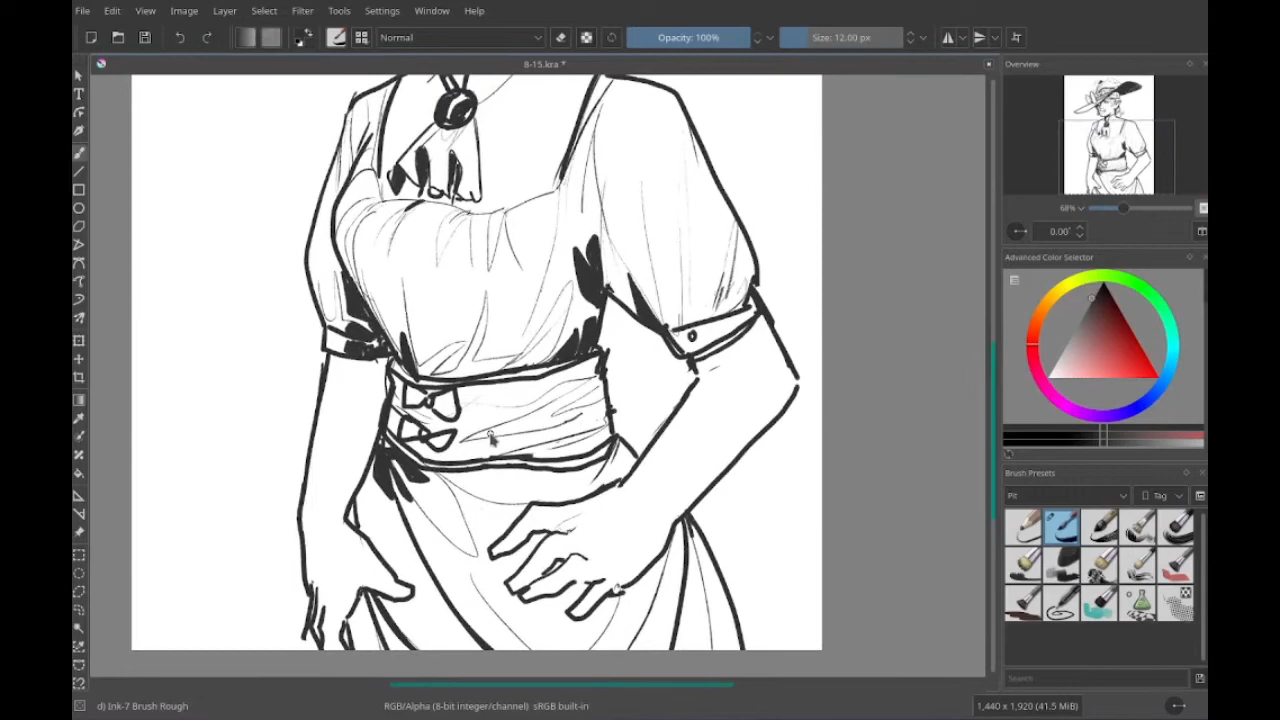 File Edit View Image Layer Select Filter Tools Settings Window Help
Normal
Opacity: 100%
Size: 12.00 px
8-15.kra *
Overview
68%
0.00°
Advanced Color Selector
Brush Presets
Pit
Tag
Search
d) Ink-7 Brush Rough
RGB/Alpha (8-bit integer/channel) sRGB built-in
1,440 x 1,920 (41.5 MiB)